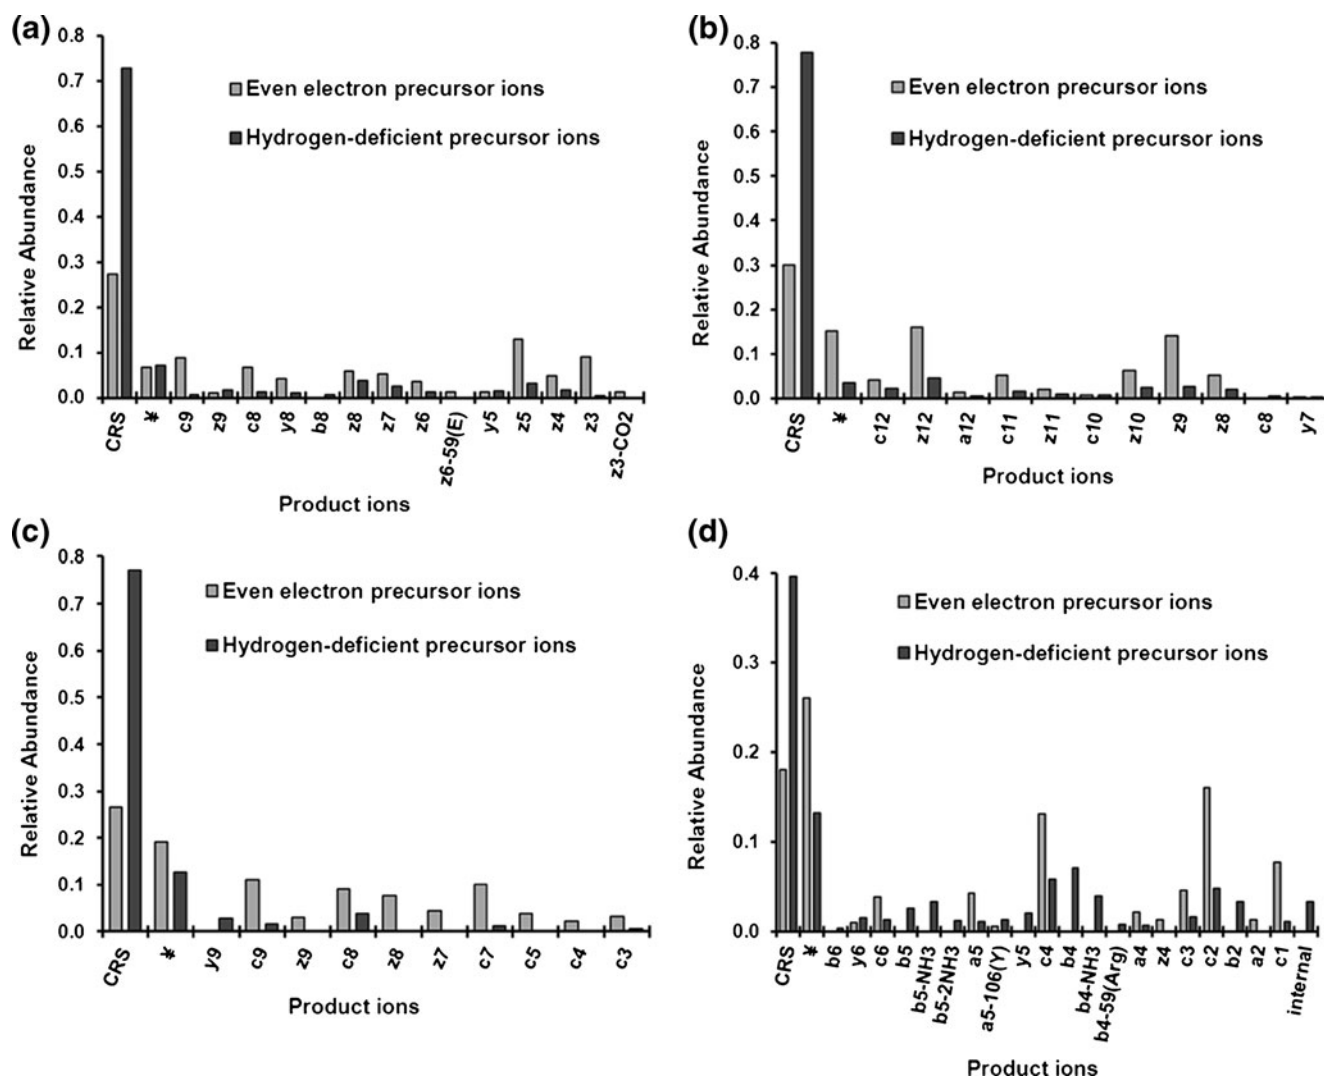 (a)
0.8
0.7
0.6
0.5
0.4
0.3
0.2
0.1
0.0
Relative Abundance
Even electron precursor ions
Hydrogen-deficient precursor ions
CRS
¥
c9
z9
c8
y8
b8
z8
z7
z6
z6-59(E)
y5
z5
z4
z3
z3-CO2
Product ions
(b)
0.8
0.7
0.6
0.5
0.4
0.3
0.2
0.1
0.0
Relative Abundance
Even electron precursor ions
Hydrogen-deficient precursor ions
CRS
¥
c12
z12
a12
c11
z11
c10
z10
z9
z8
c8
y7
Product ions
(c)
0.8
0.7
0.6
0.5
0.4
0.3
0.2
0.1
0.0
Relative Abundance
Even electron precursor ions
Hydrogen-deficient precursor ions
CRS
¥
y9
c9
z9
c8
z8
z7
c7
c5
c4
c3
Product ions
(d)
0.4
0.3
0.2
0.1
0.0
Relative Abundance
Even electron precursor ions
Hydrogen-deficient precursor ions
CRS
¥
b6
y6
c6
b5
b5-NH3
b5-2NH3
a5
a5-106(Y)
y5
c4
b4
b4-NH3
b4-59(Arg)
a4
z4
c3
c2
b2
a2
c1
internal
Product ions